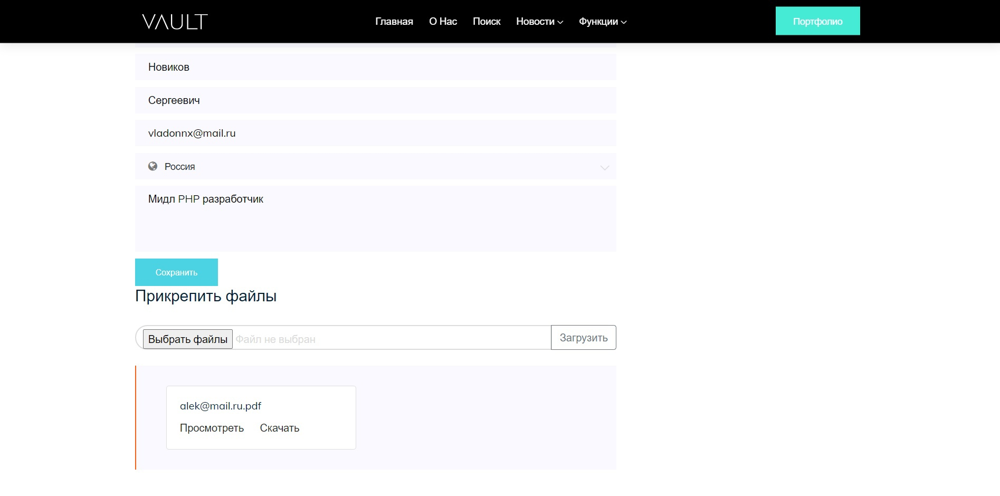 VAULT Главная О Нас Поиск Новости Функции Портфолио
Новиков
Сергеевич
vladonnx@mail.ru
Россия
Мидл PHP разработчик
Сохранить
Прикрепить файлы
Выбрать файлы Файл не выбран Загрузить
alek@mail.ru.pdf
Просмотреть Скачать